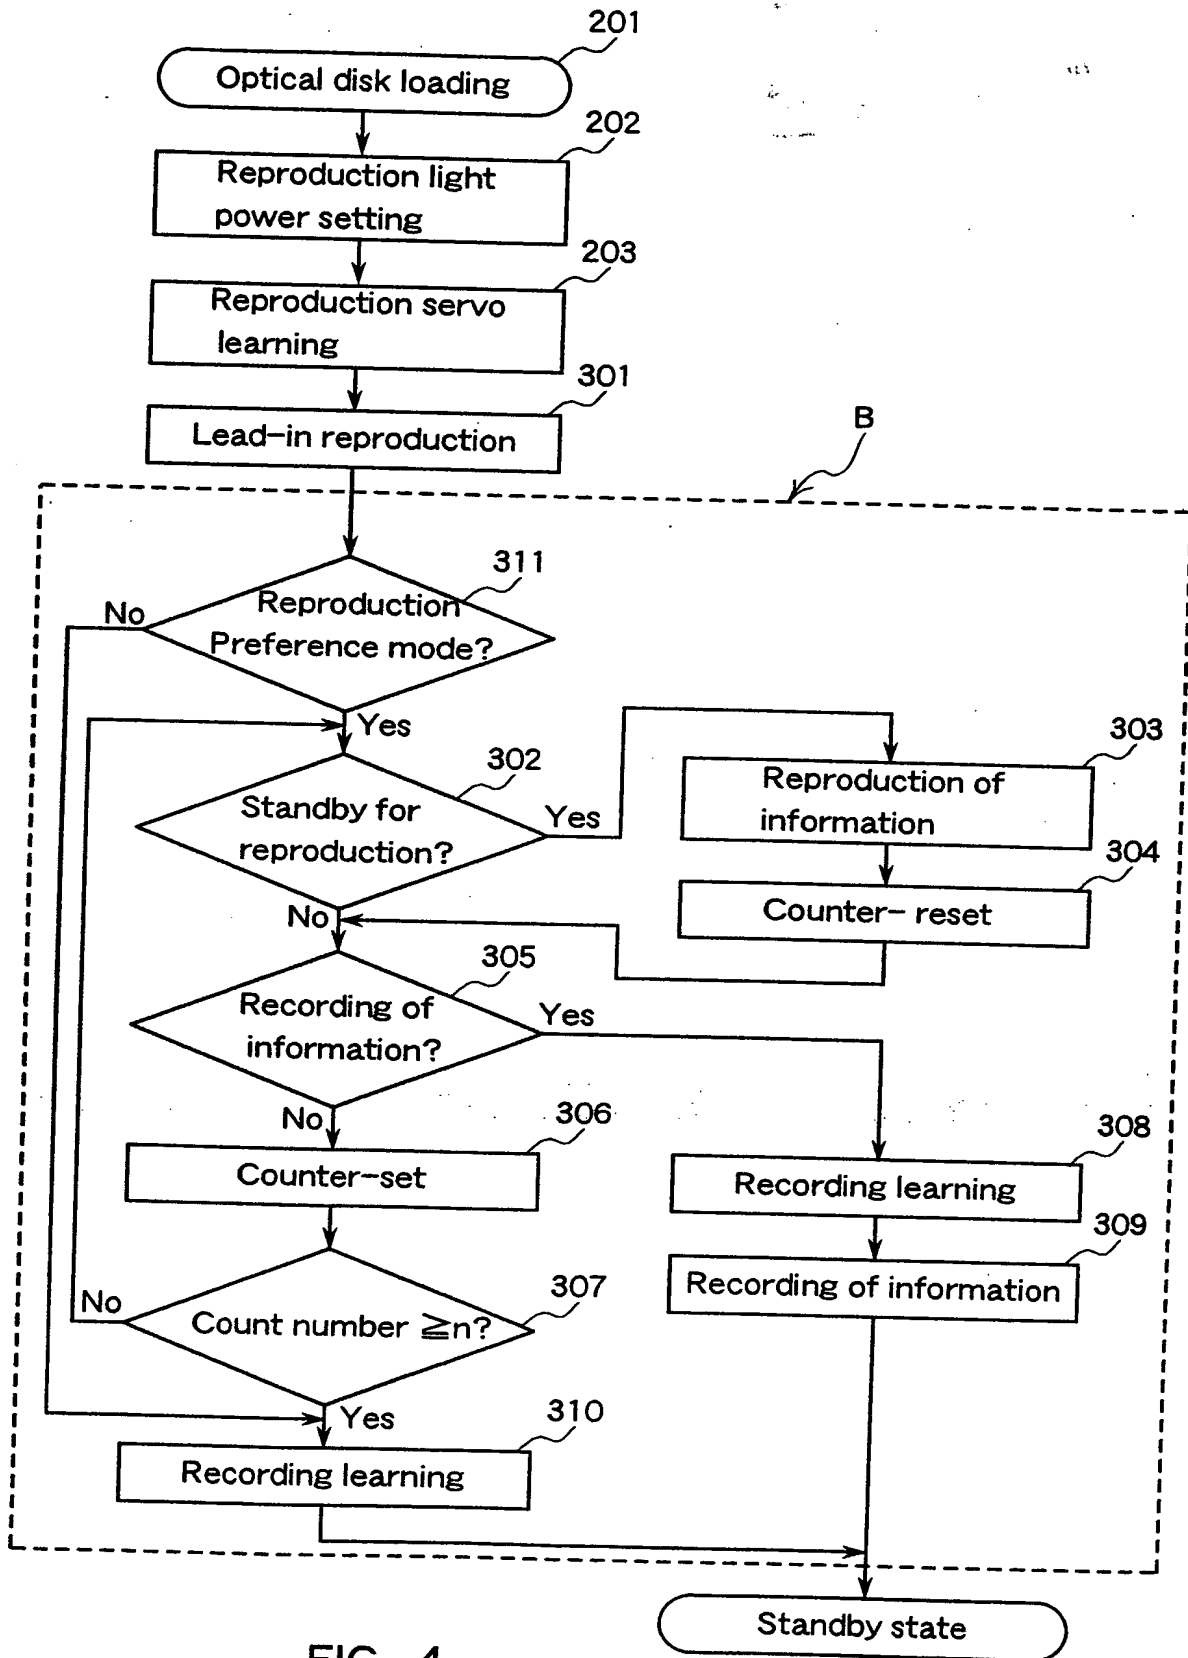 201
Optical disk loading
202
Reproduction light
power setting
203
Reproduction servo
learning
301
Lead-in reproduction
B
311
Reproduction
Preference mode?
No
Yes
302
Standby for
reproduction?
Yes
303
Reproduction of
information
304
Counter- reset
No
305
Recording of
information?
Yes
No
306
Counter-set
308
Recording learning
309
Recording of information
307
Count number ≧n?
No
Yes
310
Recording learning
Standby state
FIG. 4